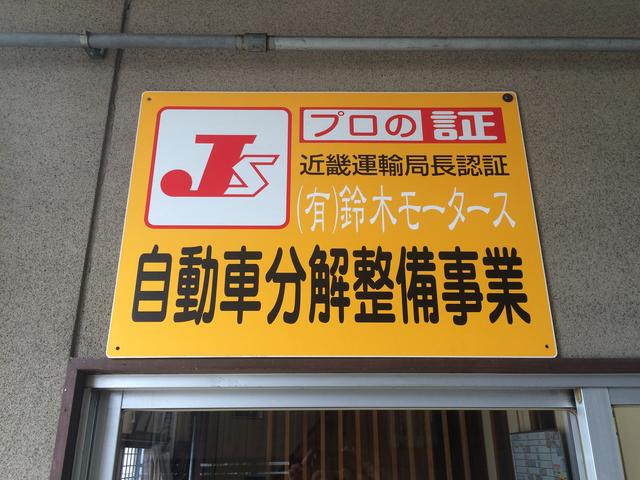 JS
プロの証
近畿運輸局長認証
(有)鈴木モータース
自動車分解整備事業